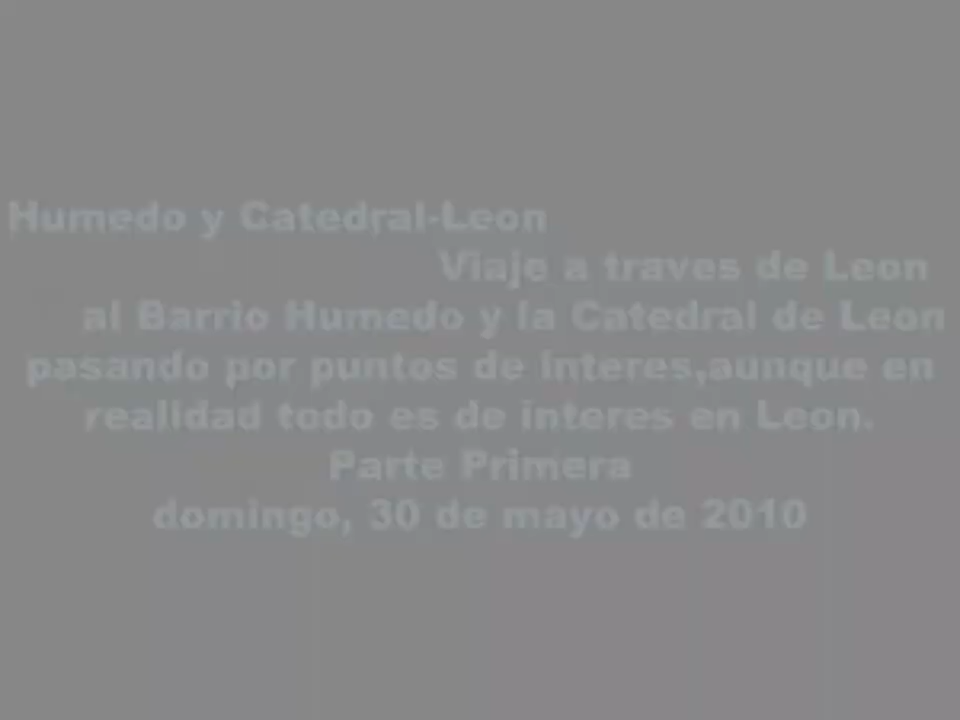 Humedo y Catedral-Leon
Viaje a traves de Leon
al Barrio Humedo y la Catedral de Leon
pasando por puntos de interes,aunque en
realidad todo es de interes en Leon.
Parte Primera
domingo, 30 de mayo de 2010